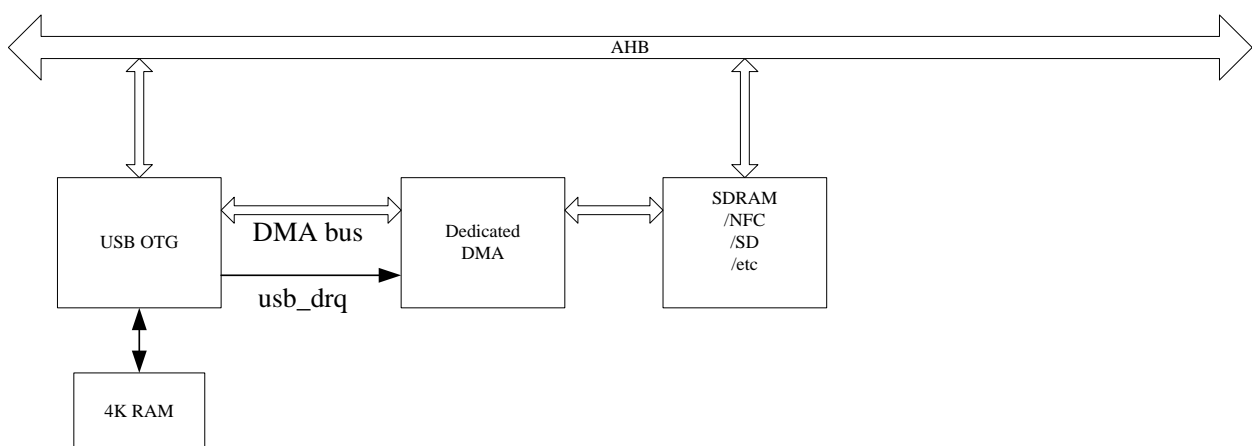 AHB
USB OTG
DMA bus
usb_drq
Dedicated
DMA
SDRAM
/NFC
/SD
/etc
4K RAM